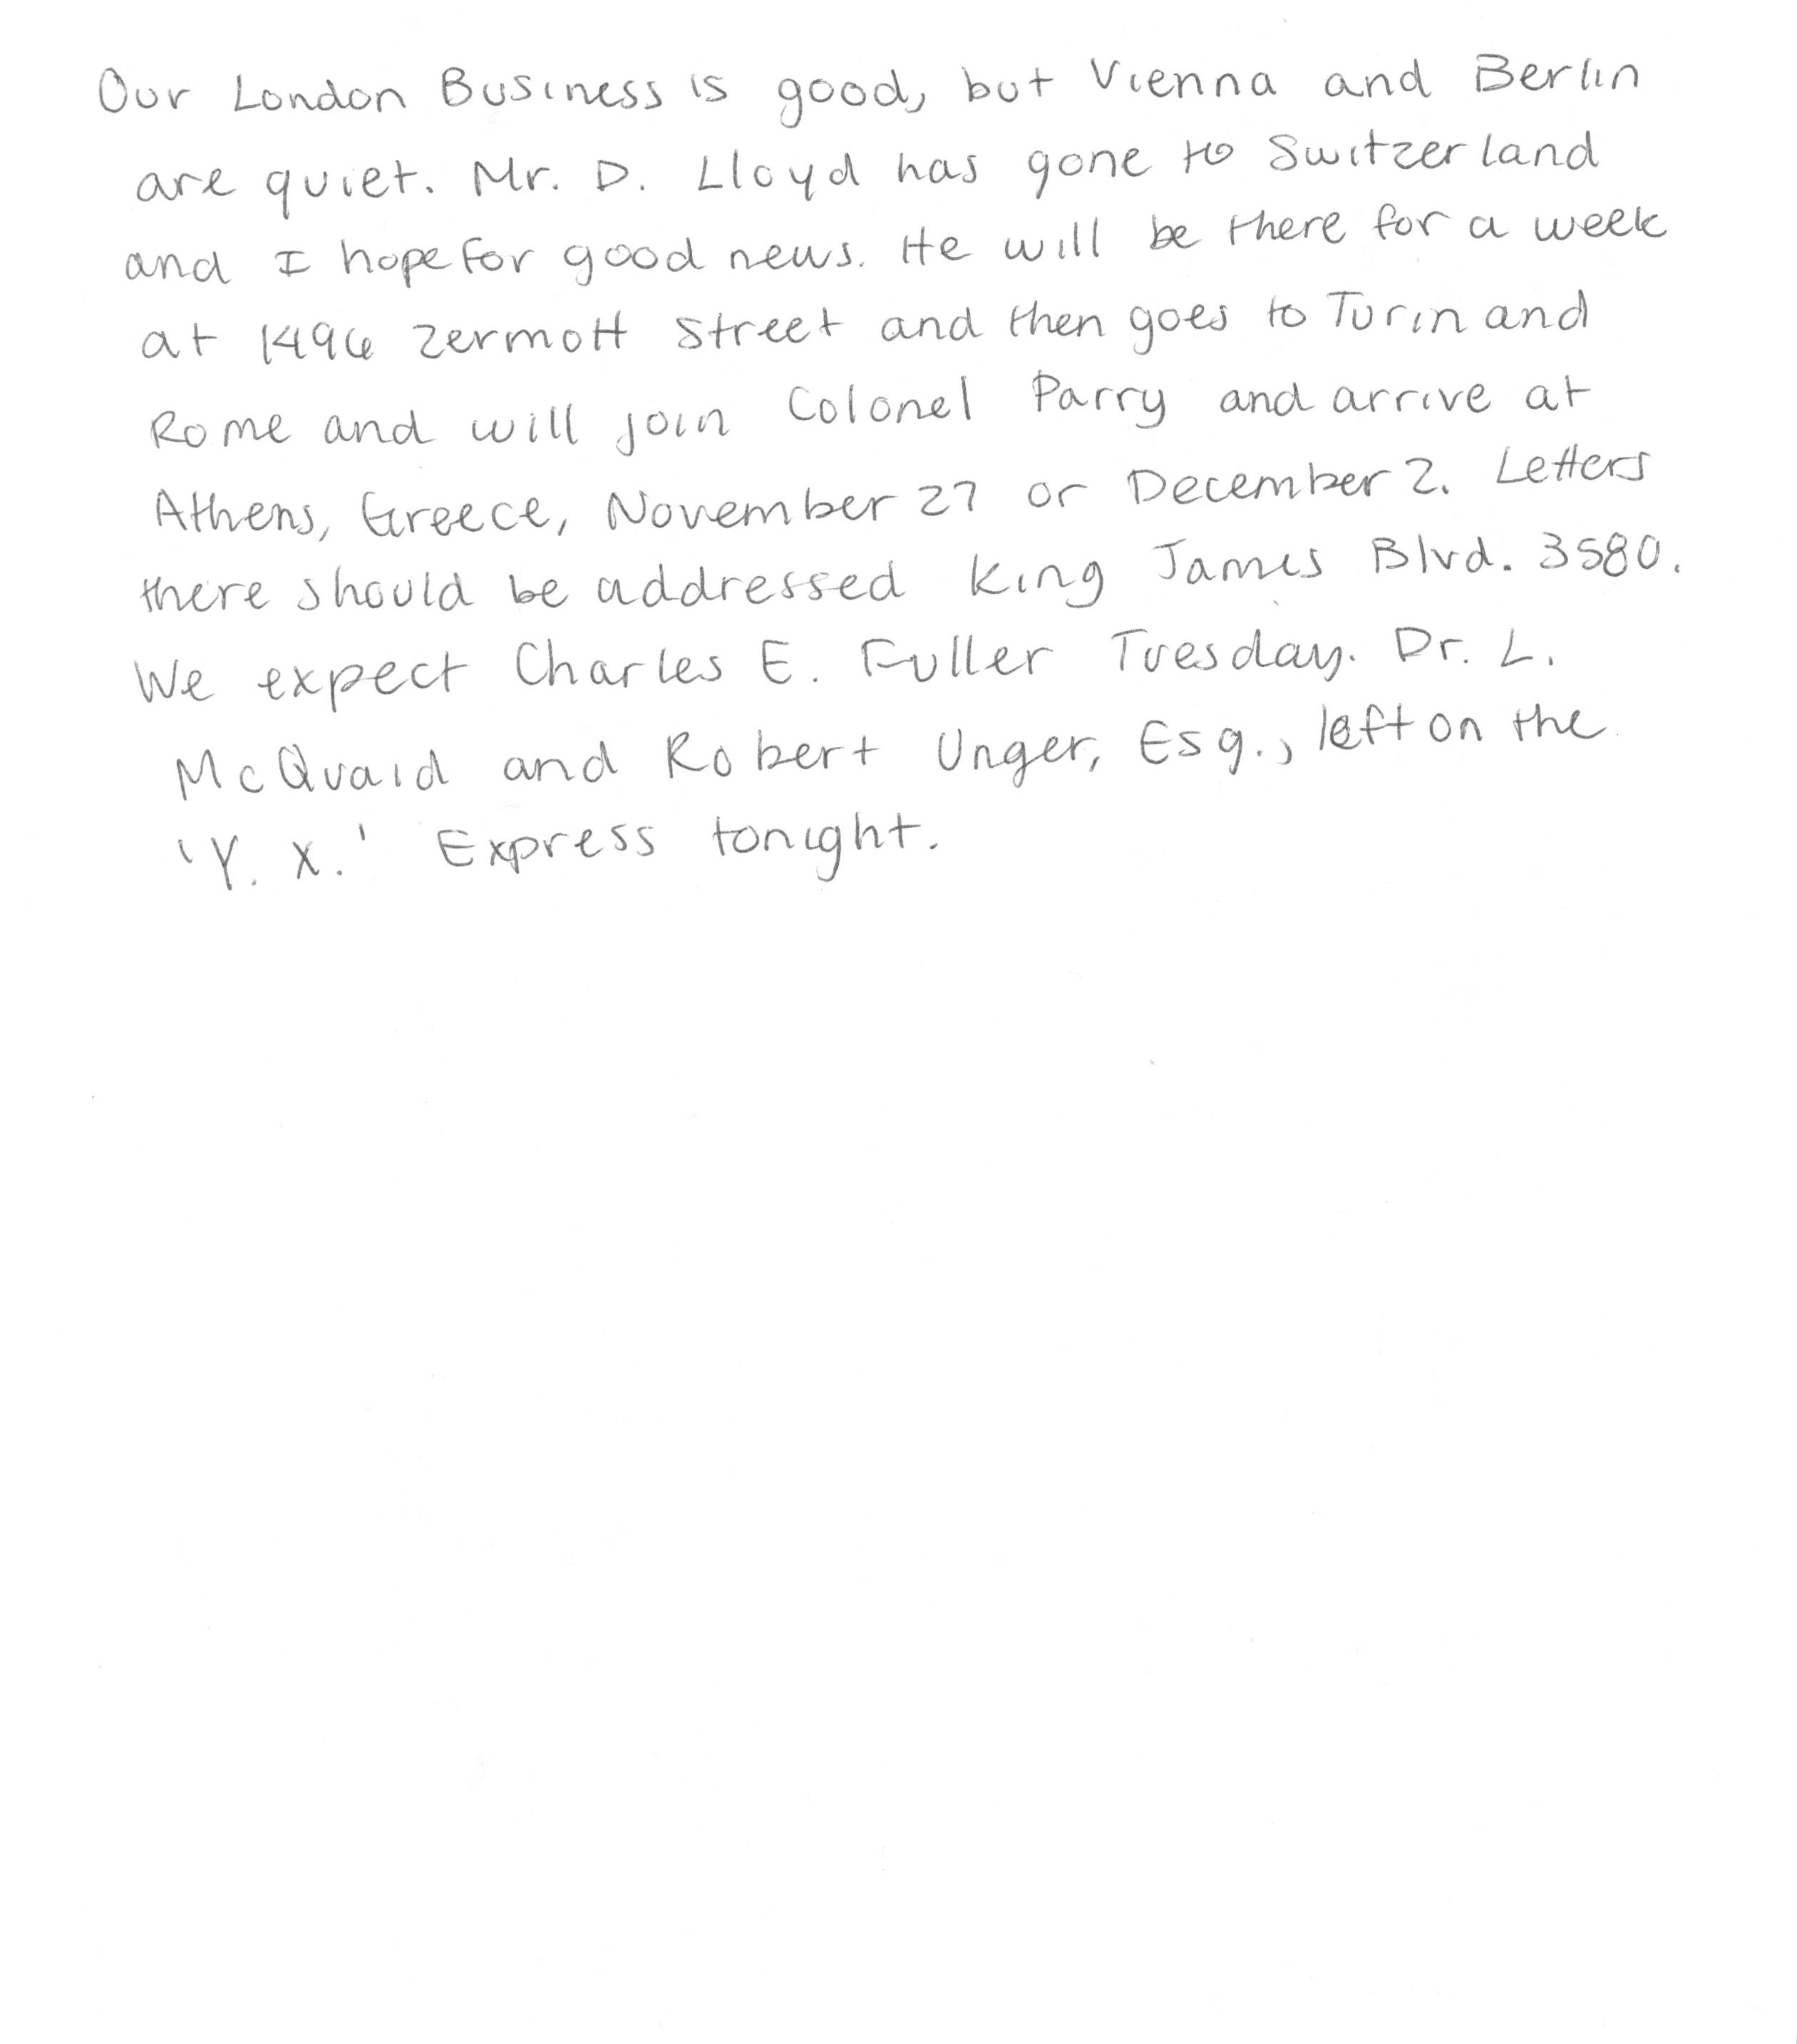 Our London Business is good, but Vienna and Berlin
are quiet. Mr. D. Lloyd has gone to Switzerland
and I hope for good news. He will be there for a week
at 1496 Zermott Street and then goes to Turin and
Rome and will join Colonel Parry and arrive at
Athens, Greece, November 27 or December 2. Letters
there should be addressed King James Blvd. 3580.
We expect Charles E. Fuller Tuesday. Dr. L.
McQuaid and Robert Unger, Esq., left on the
'Y. X.' Express tonight.